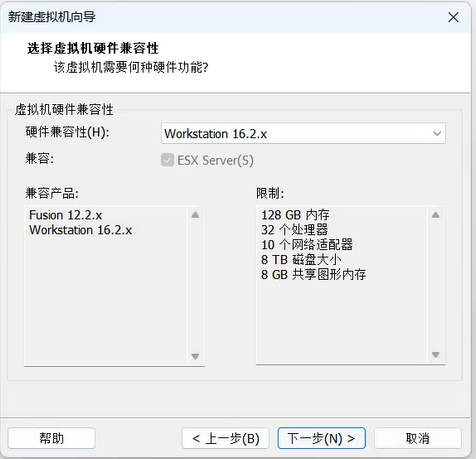 新建虚拟机向导
选择虚拟机硬件兼容性
该虚拟机需要何种硬件功能?
虚拟机硬件兼容性
硬件兼容性(H): Workstation 16.2.x
兼容: ESX Server(S)
兼容产品:
Fusion 12.2.x
Workstation 16.2.x
限制:
128 GB 内存
32 个处理器
10 个网络适配器
8 TB 磁盘大小
8 GB 共享图形内存
帮助 < 上一步(B) 下一步(N) > 取消